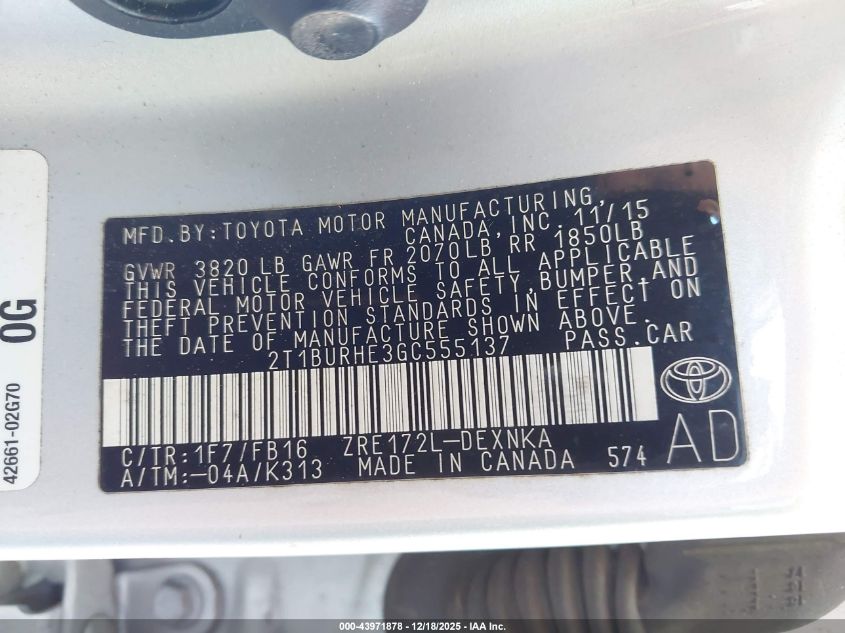 MFD.BY:TOYOTA MOTOR MANUFACTURING,
CANADA,INC. 11/15
GVWR 3820 LB GAWR FR 2070LB RR 1850LB
THIS VEHICLE CONFORMS TO ALL APPLICABLE
FEDERAL MOTOR VEHICLE SAFETY,BUMPER,AND
THEFT PREVENTION STANDARDS IN EFFECT ON
THE DATE OF MANUFACTURE SHOWN ABOVE.
2T1BURHE3GC555137 PASS.CAR
C/TR:1F7/FB16 ZRE172L-DEXNKA
A/TM:-04A/K313 MADE IN CANADA 574
AD
0G
42661-02G70
000-43971878 - 12/18/2025 - IAA Inc.